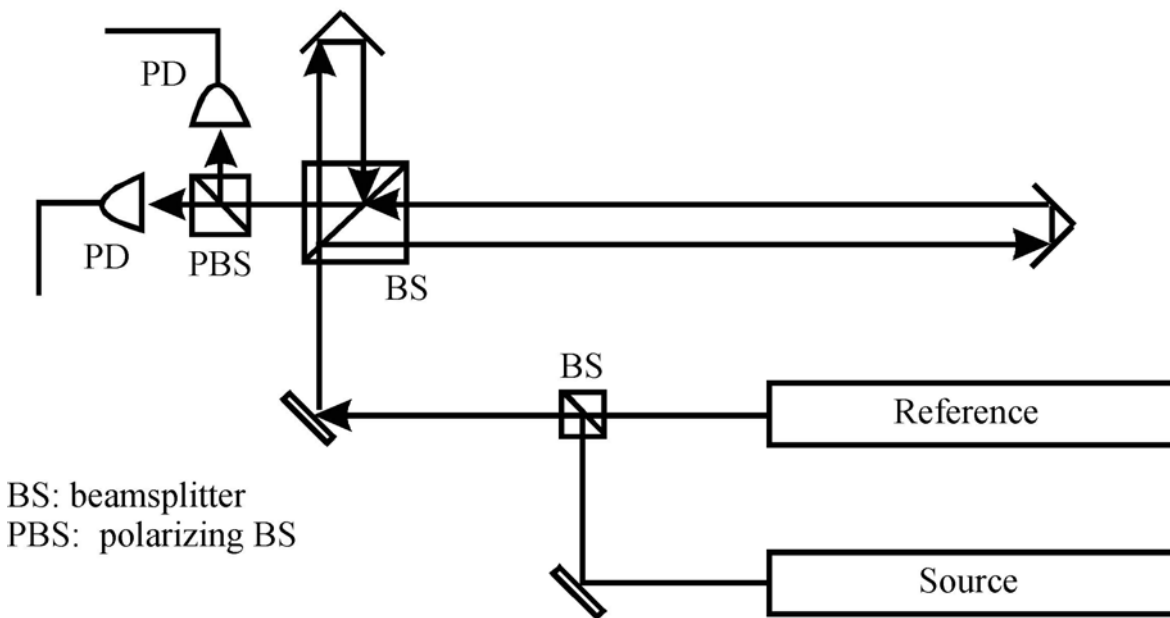 PD
PD
PBS
BS
BS
Reference
BS: beamsplitter
PBS: polarizing BS
Source